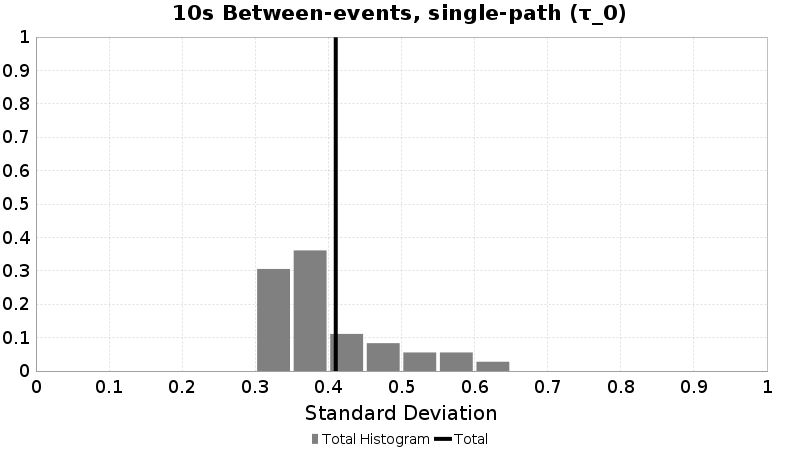 10s Between-events, single-path (τ_0)
1
0.9
0.8
0.7
0.6
0.5
0.4
0.3
0.2
0.1
0
0 0.1 0.2 0.3 0.4 0.5 0.6 0.7 0.8 0.9 1
Standard Deviation
Total Histogram Total